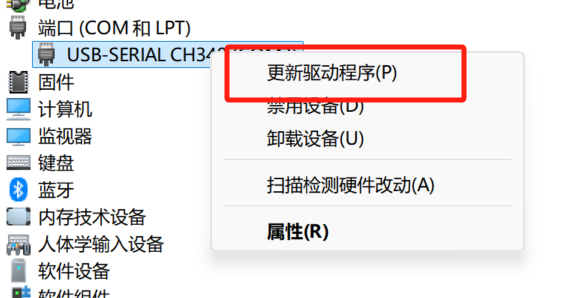 电池
端口 (COM 和 LPT)
USB-SERIAL CH340
更新驱动程序(P)
固件
禁用设备(D)
计算机
卸载设备(U)
监视器
键盘
扫描检测硬件改动(A)
蓝牙
内存技术设备
属性(R)
人体学输入设备
软件设备
软件组件